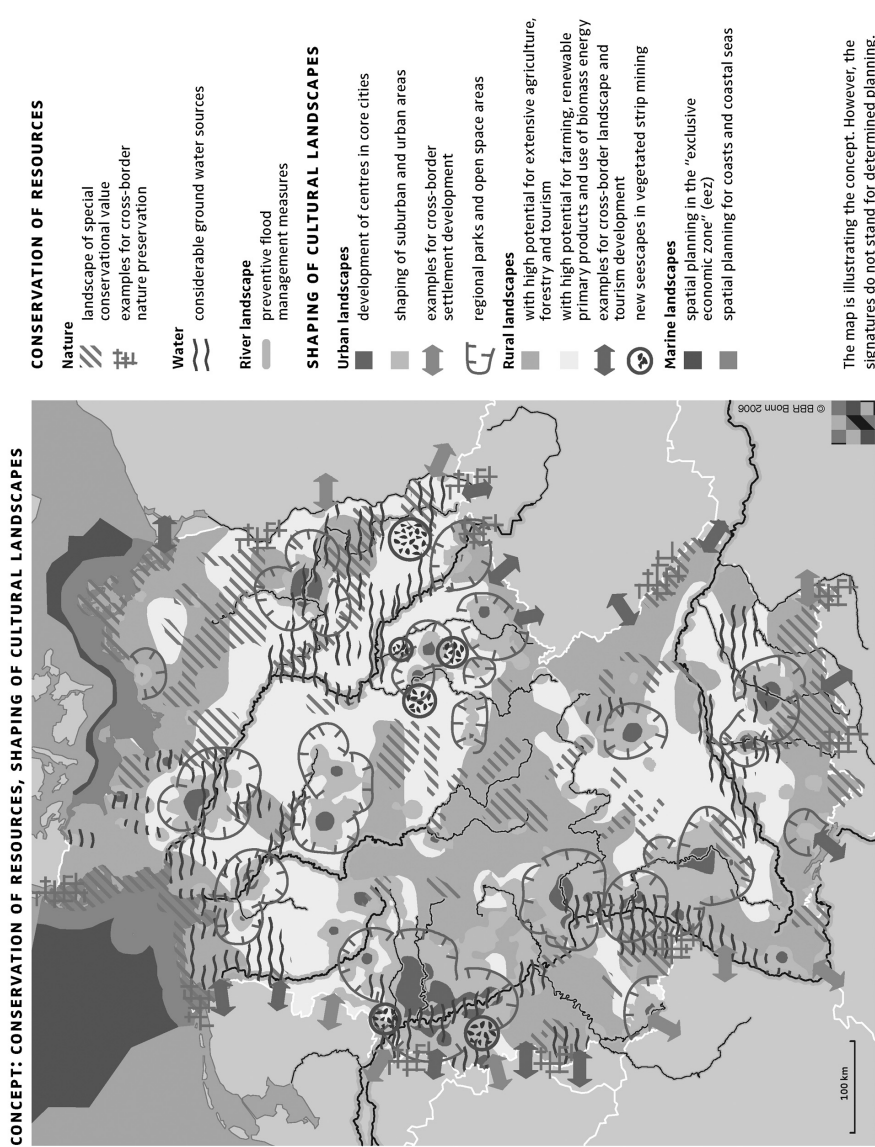 CONCEPT: CONSERVATION OF RESOURCES, SHAPING OF CULTURAL LANDSCAPES
© BBR Bonn 2006
100 km
CONSERVATION OF RESOURCES
Nature
landscape of special
conservational value
examples for cross-border
nature preservation
Water
considerable ground water sources
River landscape
preventive flood
management measures
SHAPING OF CULTURAL LANDSCAPES
Urban landscapes
development of centres in core cities
shaping of suburban and urban areas
examples for cross-border
settlement development
regional parks and open space areas
Rural landscapes
with high potential for extensive agriculture,
forestry and tourism
with high potential for farming, renewable
primary products and use of biomass energy
examples for cross-border landscape and
tourism development
new seescapes in vegetated strip mining
Marine landscapes
spatial planning in the "exclusive
economic zone" (eez)
spatial planning for coasts and coastal seas
The map is illustrating the concept. However, the
signatures do not stand for determined planning.